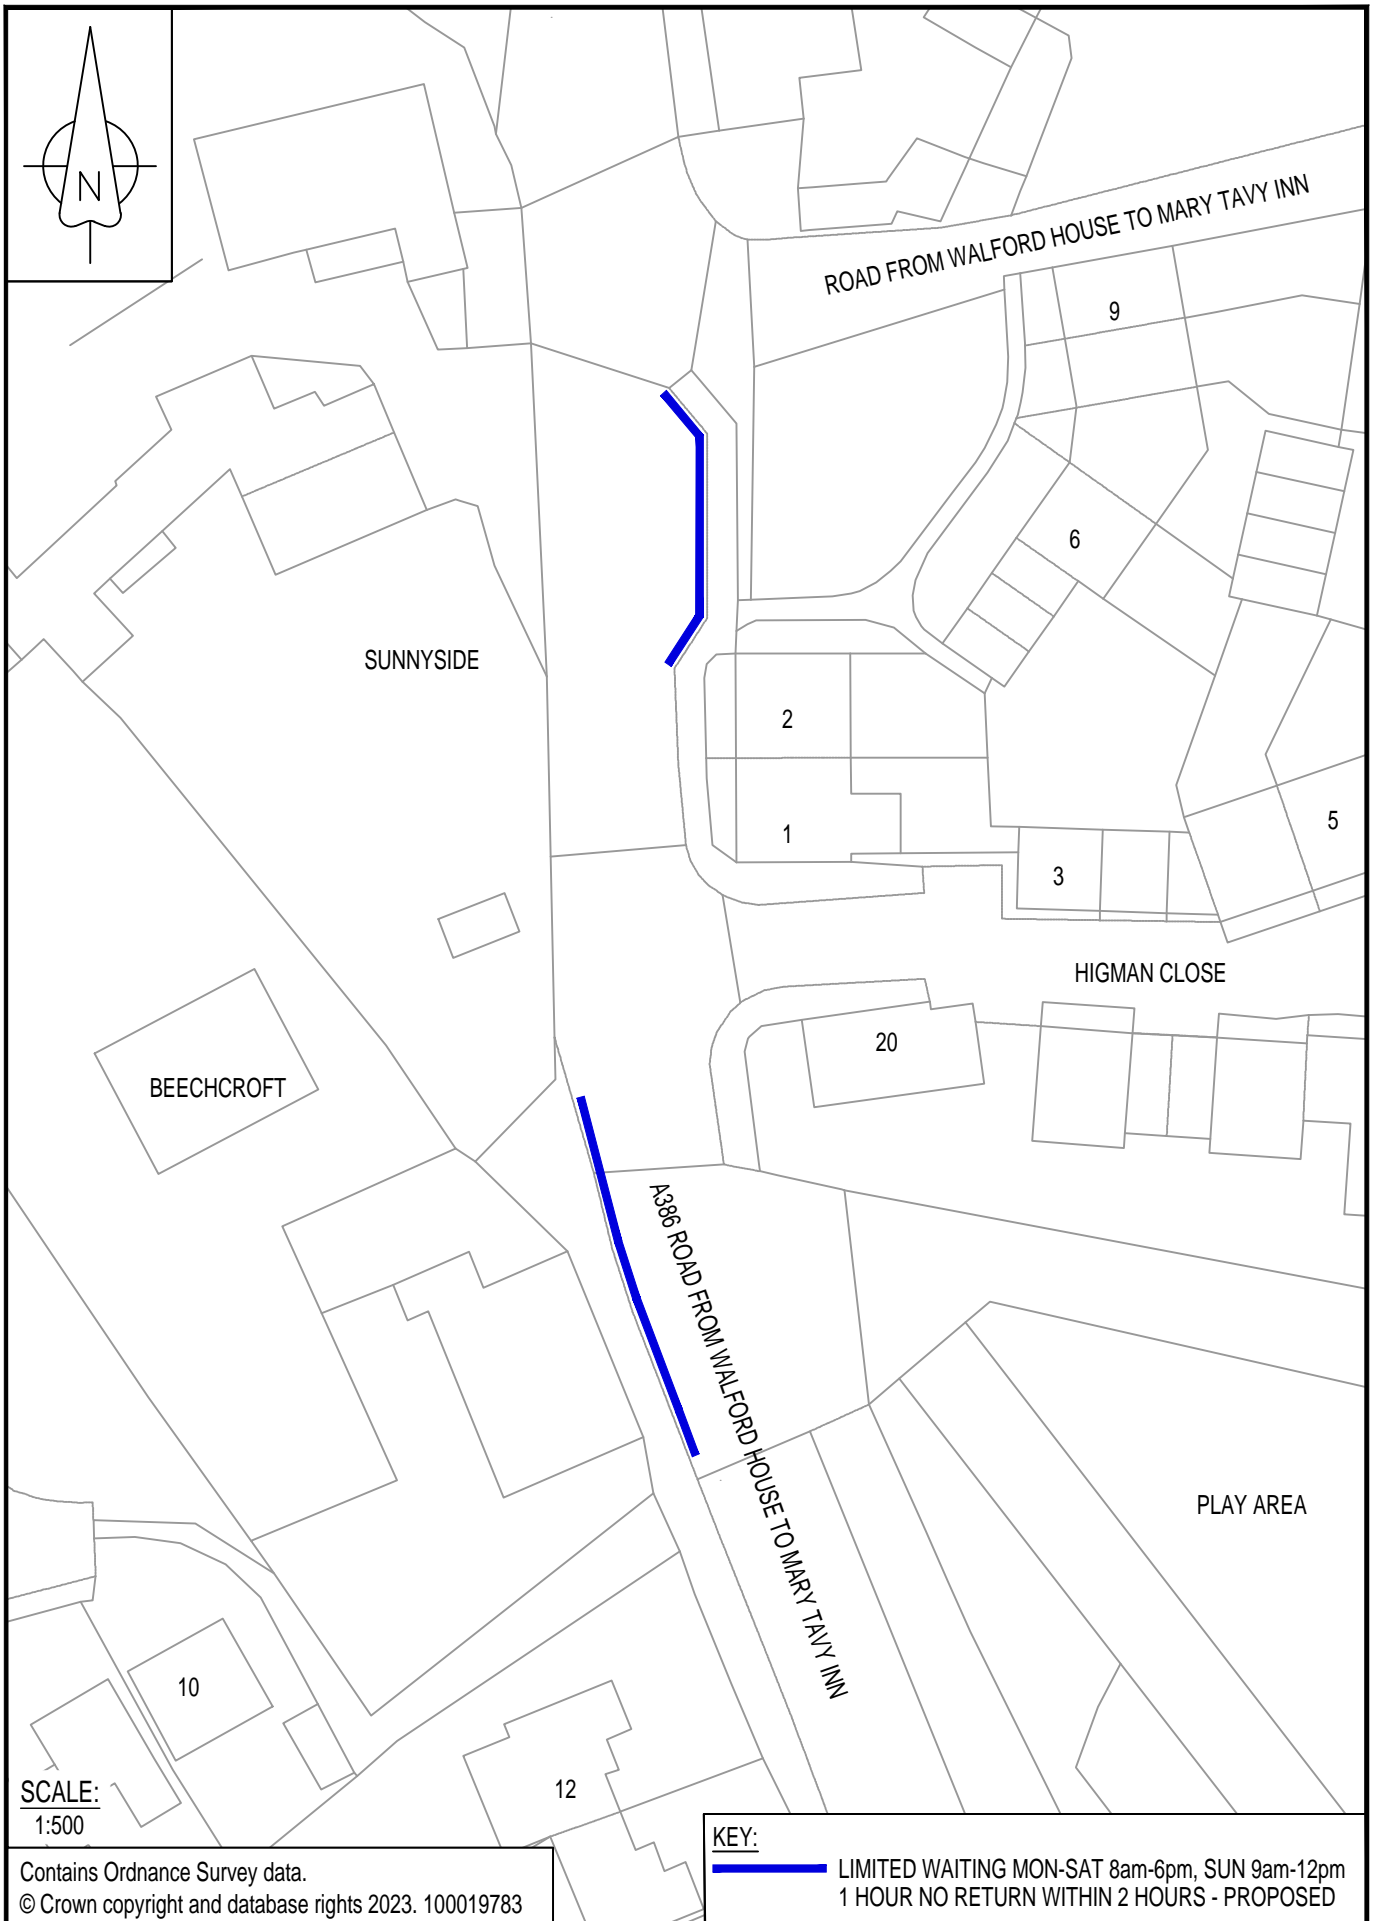 N
ROAD FROM WALFORD HOUSE TO MARY TAVY INN
9
6
SUNNYSIDE
2
1
5
3
HIGMAN CLOSE
20
BEECHCROFT
A386 ROAD FROM WALFORD HOUSE TO MARY TAVY INN
PLAY AREA
10
12
SCALE:
1:500
Contains Ordnance Survey data.
© Crown copyright and database rights 2023. 100019783
KEY:
LIMITED WAITING MON-SAT 8am-6pm, SUN 9am-12pm
1 HOUR NO RETURN WITHIN 2 HOURS - PROPOSED